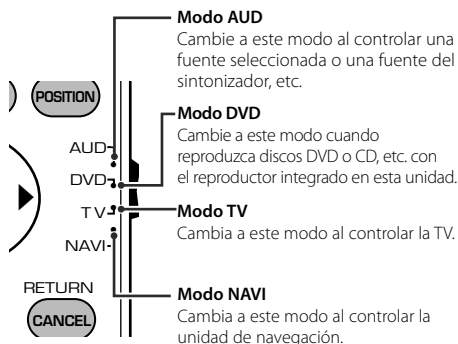 Modo AUD
Cambie a este modo al controlar una
fuente seleccionada o una fuente del
sintonizador, etc.
Modo DVD
Cambie a este modo cuando
reproduzca discos DVD o CD, etc. con
el reproductor integrado en esta unidad.
Modo TV
Cambia a este modo al controlar la TV.
Modo NAVI
Cambia a este modo al controlar la
unidad de navegación.
POSITION
AUD
DVD
TV
NAVI
RETURN
CANCEL